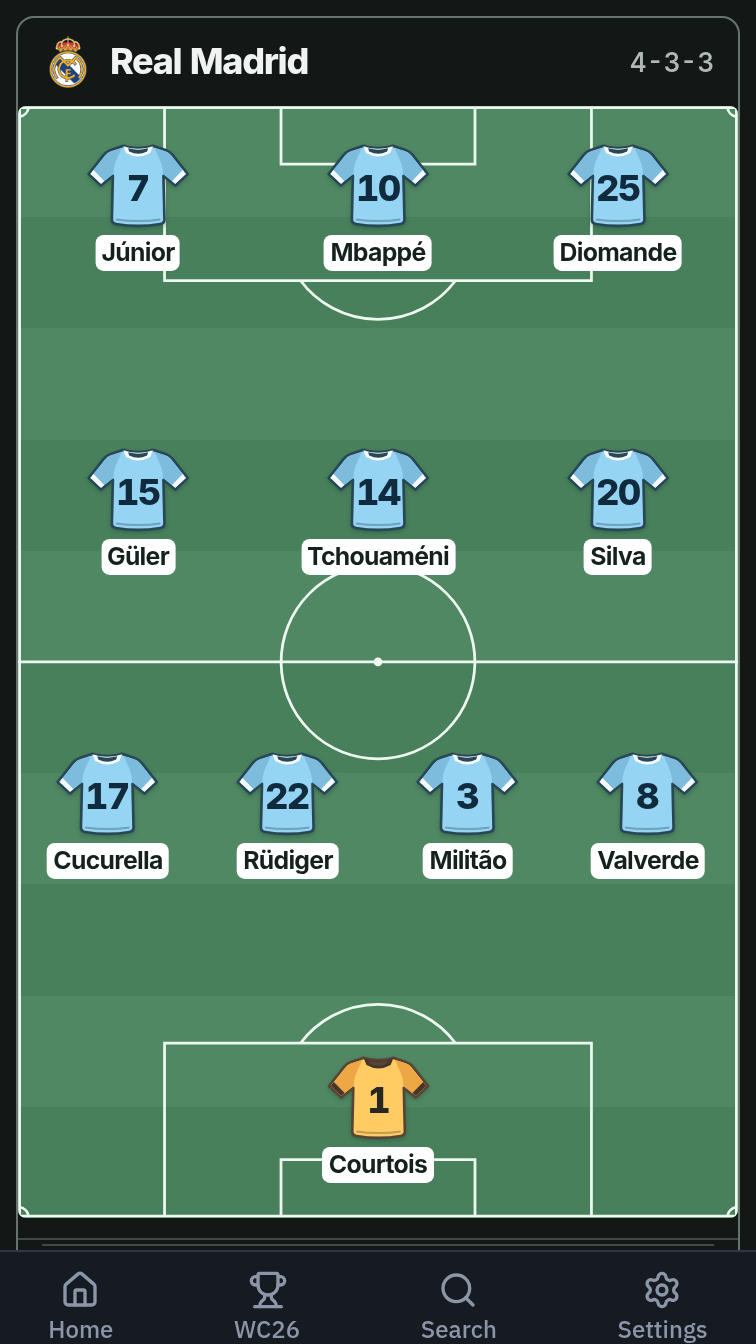 Real Madrid 4-3-3
7 10 25
Júnior Mbappé Diomande
15 14 20
Güler Tchouaméni Silva
17 22 3 8
Cucurella Rüdiger Militão Valverde
1
Courtois
Home WC26 Search Settings